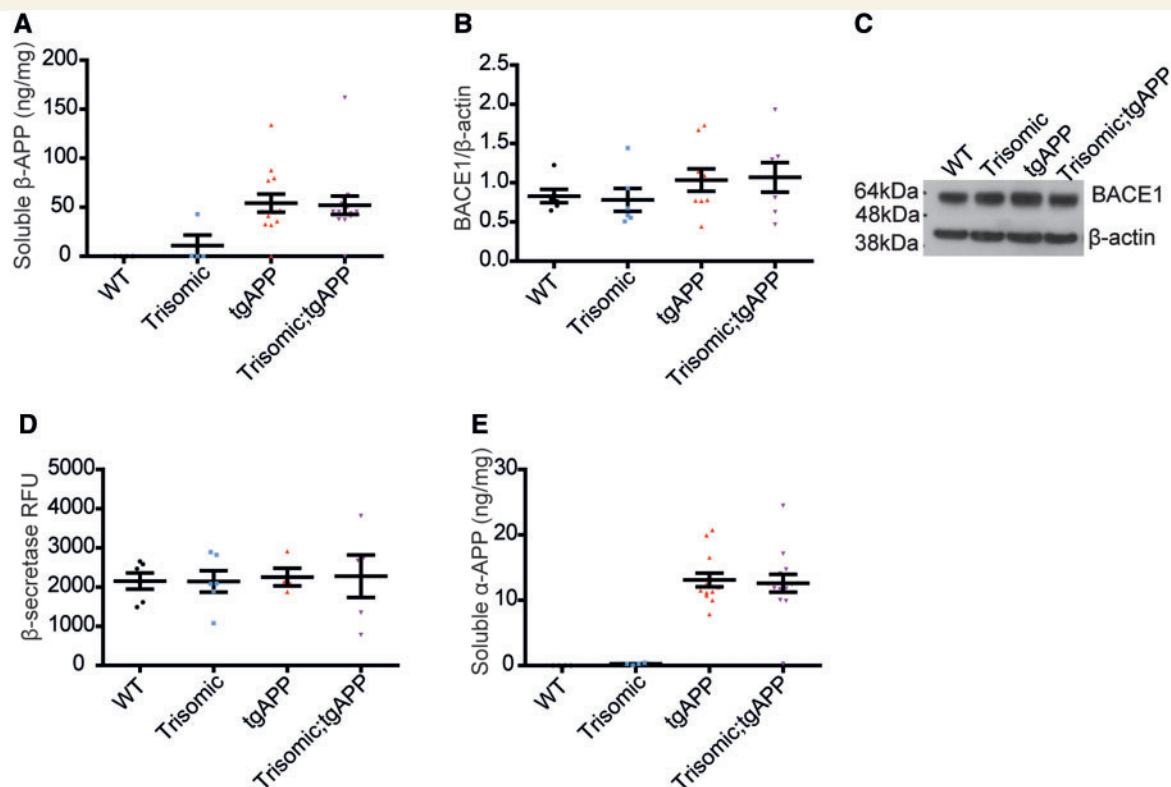 A
Soluble β-APP (ng/mg)
200
150
100
50
0
WT
Trisomic
tgAPP
Trisomic;tgAPP
B
BACE1/β-actin
2.5
2.0
1.5
1.0
0.5
0.0
WT
Trisomic
tgAPP
Trisomic;tgAPP
C
WT
Trisomic
tgAPP
Trisomic;tgAPP
64kDa
BACE1
48kDa
38kDa
β-actin
D
β-secretase RFU
5000
4000
3000
2000
1000
0
WT
Trisomic
tgAPP
Trisomic;tgAPP
E
Soluble α-APP (ng/mg)
30
20
10
0
WT
Trisomic
tgAPP
Trisomic;tgAPP